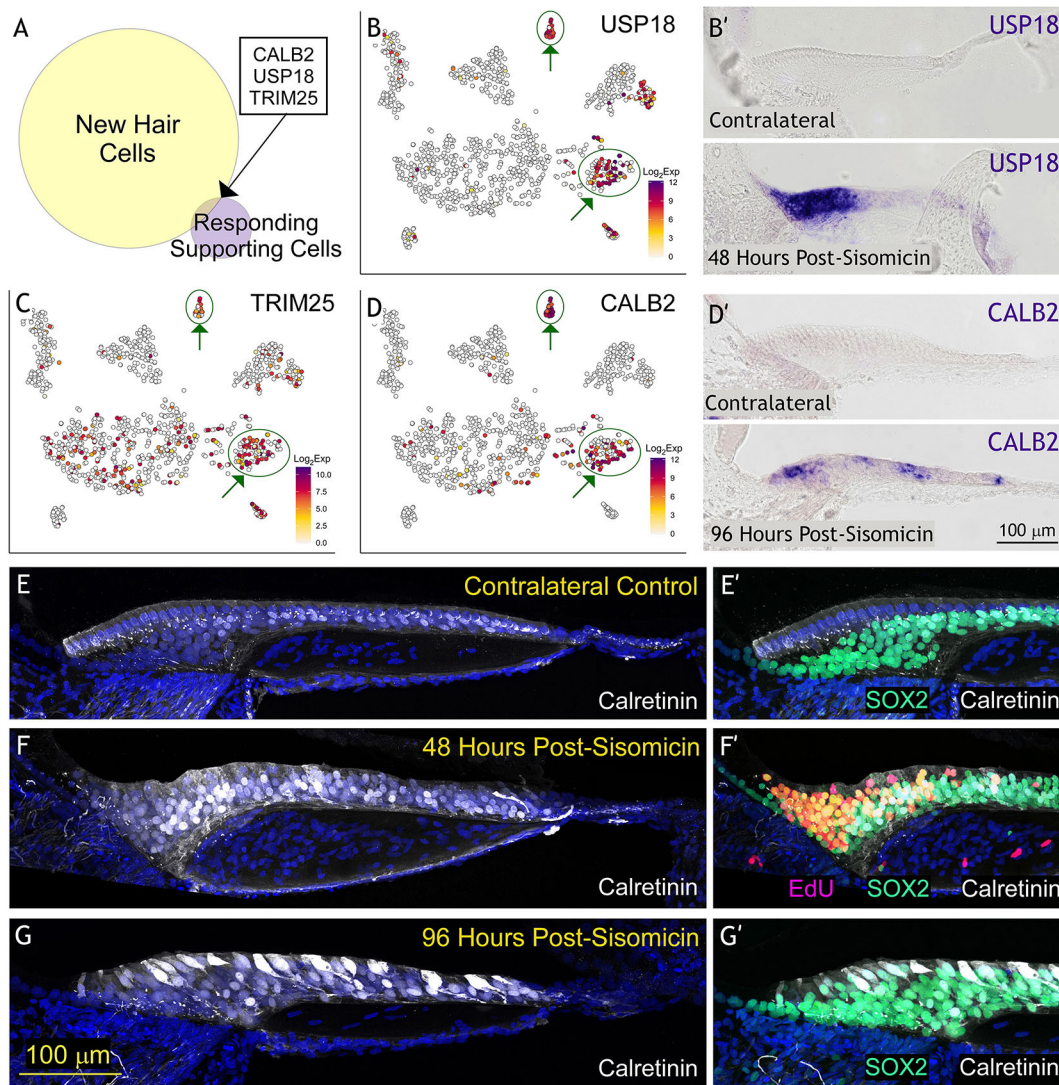 A
CALB2
USP18
TRIM25
New Hair
Cells
Responding
Supporting Cells
B
USP18
Log2Exp
12
9
6
3
0
B'
USP18
Contralateral
USP18
48 Hours Post-Sisomicin
C
TRIM25
Log2Exp
10.0
7.5
5.0
2.5
0.0
D
CALB2
Log2Exp
12
9
6
3
0
D'
CALB2
Contralateral
CALB2
96 Hours Post-Sisomicin
100 μm
E
Contralateral Control
Calretinin
E'
SOX2 Calretinin
F
48 Hours Post-Sisomicin
Calretinin
F'
EdU SOX2 Calretinin
G
96 Hours Post-Sisomicin
100 μm
Calretinin
G'
SOX2 Calretinin